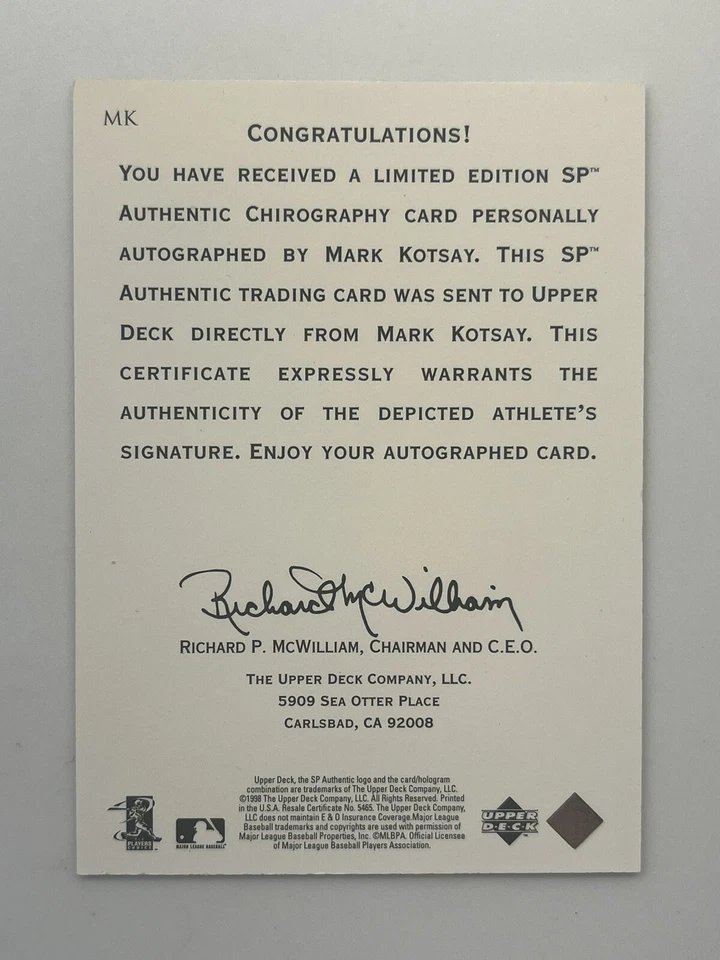 MK
CONGRATULATIONS!
YOU HAVE RECEIVED A LIMITED EDITION SP™
AUTHENTIC CHIROGRAPHY CARD PERSONALLY
AUTOGRAPHED BY MARK KOTSAY. THIS SP™
AUTHENTIC TRADING CARD WAS SENT TO UPPER
DECK DIRECTLY FROM MARK KOTSAY. THIS
CERTIFICATE EXPRESSLY WARRANTS THE
AUTHENTICITY OF THE DEPICTED ATHLETE'S
SIGNATURE. ENJOY YOUR AUTOGRAPHED CARD.
Richard McWilliam
RICHARD P. MCWILLIAM, CHAIRMAN AND C.E.O.
THE UPPER DECK COMPANY, LLC.
5909 SEA OTTER PLACE
CARLSBAD, CA 92008
Upper Deck, the SP Authentic logo and the card/hologram
combination are trademarks of The Upper Deck Company, LLC.
©1998 The Upper Deck Company, LLC. All Rights Reserved. Printed
in the U.S.A. Resale Certificate No. 5465. The Upper Deck Company,
LLC does not maintain E & O Insurance Coverage. Major League
Baseball trademarks and copyrights are used with permission of
Major League Baseball Properties, Inc. ©MLBPA. Official Licensee
of Major League Baseball Players Association.
PLAYERS
CHOICE
MAJOR LEAGUE BASEBALL
UPPER
DECK